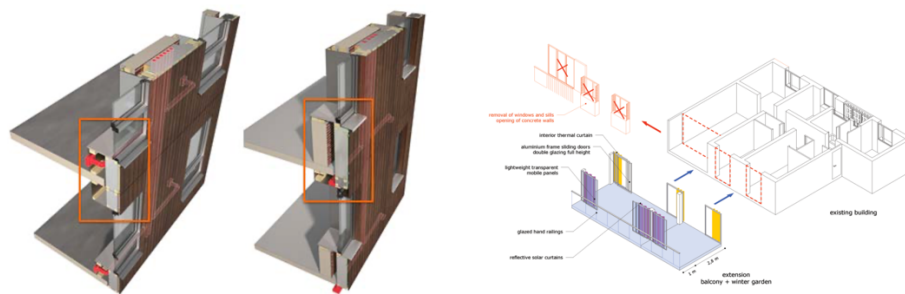 removal of windows and sills
opening of concrete walls
interior thermal curtain
aluminium frame sliding doors
double glazing full height
lightweight transparent
mobile panels
glazed hand railings
reflective solar curtains
existing building
1 m
2,8 m
extension
balcony + winter garden